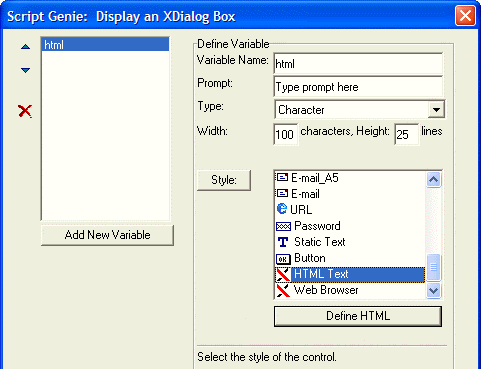 Script Genie: Display an XDialog Box
html
Add New Variable
Define Variable
Variable Name: html
Prompt: Type prompt here
Type: Character
Width: 100 characters, Height: 25 lines
Style:
E-mail_A5
E-mail
URL
Password
Static Text
OK Button
HTML Text
Web Browser
Define HTML
Select the style of the control.